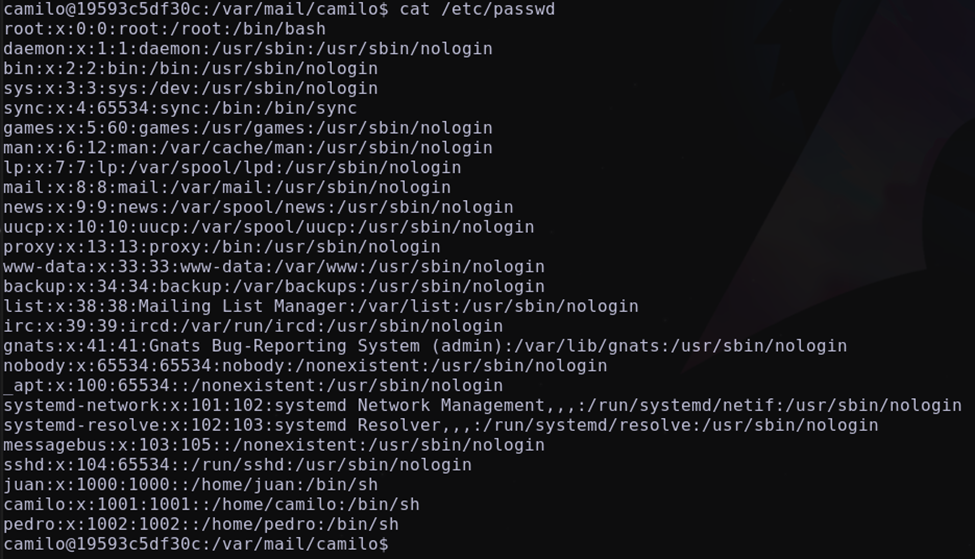 camilo@19593c5df30c:/var/mail/camilo$ cat /etc/passwd
root:x:0:0:root:/root:/bin/bash
daemon:x:1:1:daemon:/usr/sbin:/usr/sbin/nologin
bin:x:2:2:bin:/bin:/usr/sbin/nologin
sys:x:3:3:sys:/dev:/usr/sbin/nologin
sync:x:4:65534:sync:/bin:/bin/sync
games:x:5:60:games:/usr/games:/usr/sbin/nologin
man:x:6:12:man:/var/cache/man:/usr/sbin/nologin
lp:x:7:7:lp:/var/spool/lpd:/usr/sbin/nologin
mail:x:8:8:mail:/var/mail:/usr/sbin/nologin
news:x:9:9:news:/var/spool/news:/usr/sbin/nologin
uucp:x:10:10:uucp:/var/spool/uucp:/usr/sbin/nologin
proxy:x:13:13:proxy:/bin:/usr/sbin/nologin
www-data:x:33:33:www-data:/var/www:/usr/sbin/nologin
backup:x:34:34:backup:/var/backups:/usr/sbin/nologin
list:x:38:38:Mailing List Manager:/var/list:/usr/sbin/nologin
irc:x:39:39:ircd:/var/run/ircd:/usr/sbin/nologin
gnats:x:41:41:Gnats Bug-Reporting System (admin):/var/lib/gnats:/usr/sbin/nologin
nobody:x:65534:65534:nobody:/nonexistent:/usr/sbin/nologin
_apt:x:100:65534::/nonexistent:/usr/sbin/nologin
systemd-network:x:101:102:systemd Network Management,,,:/run/systemd/netif:/usr/sbin/nologin
systemd-resolve:x:102:103:systemd Resolver,,,:/run/systemd/resolve:/usr/sbin/nologin
messagebus:x:103:105::/nonexistent:/usr/sbin/nologin
sshd:x:104:65534::/run/sshd:/usr/sbin/nologin
juan:x:1000:1000::/home/juan:/bin/sh
camilo:x:1001:1001::/home/camilo:/bin/sh
pedro:x:1002:1002::/home/pedro:/bin/sh
camilo@19593c5df30c:/var/mail/camilo$